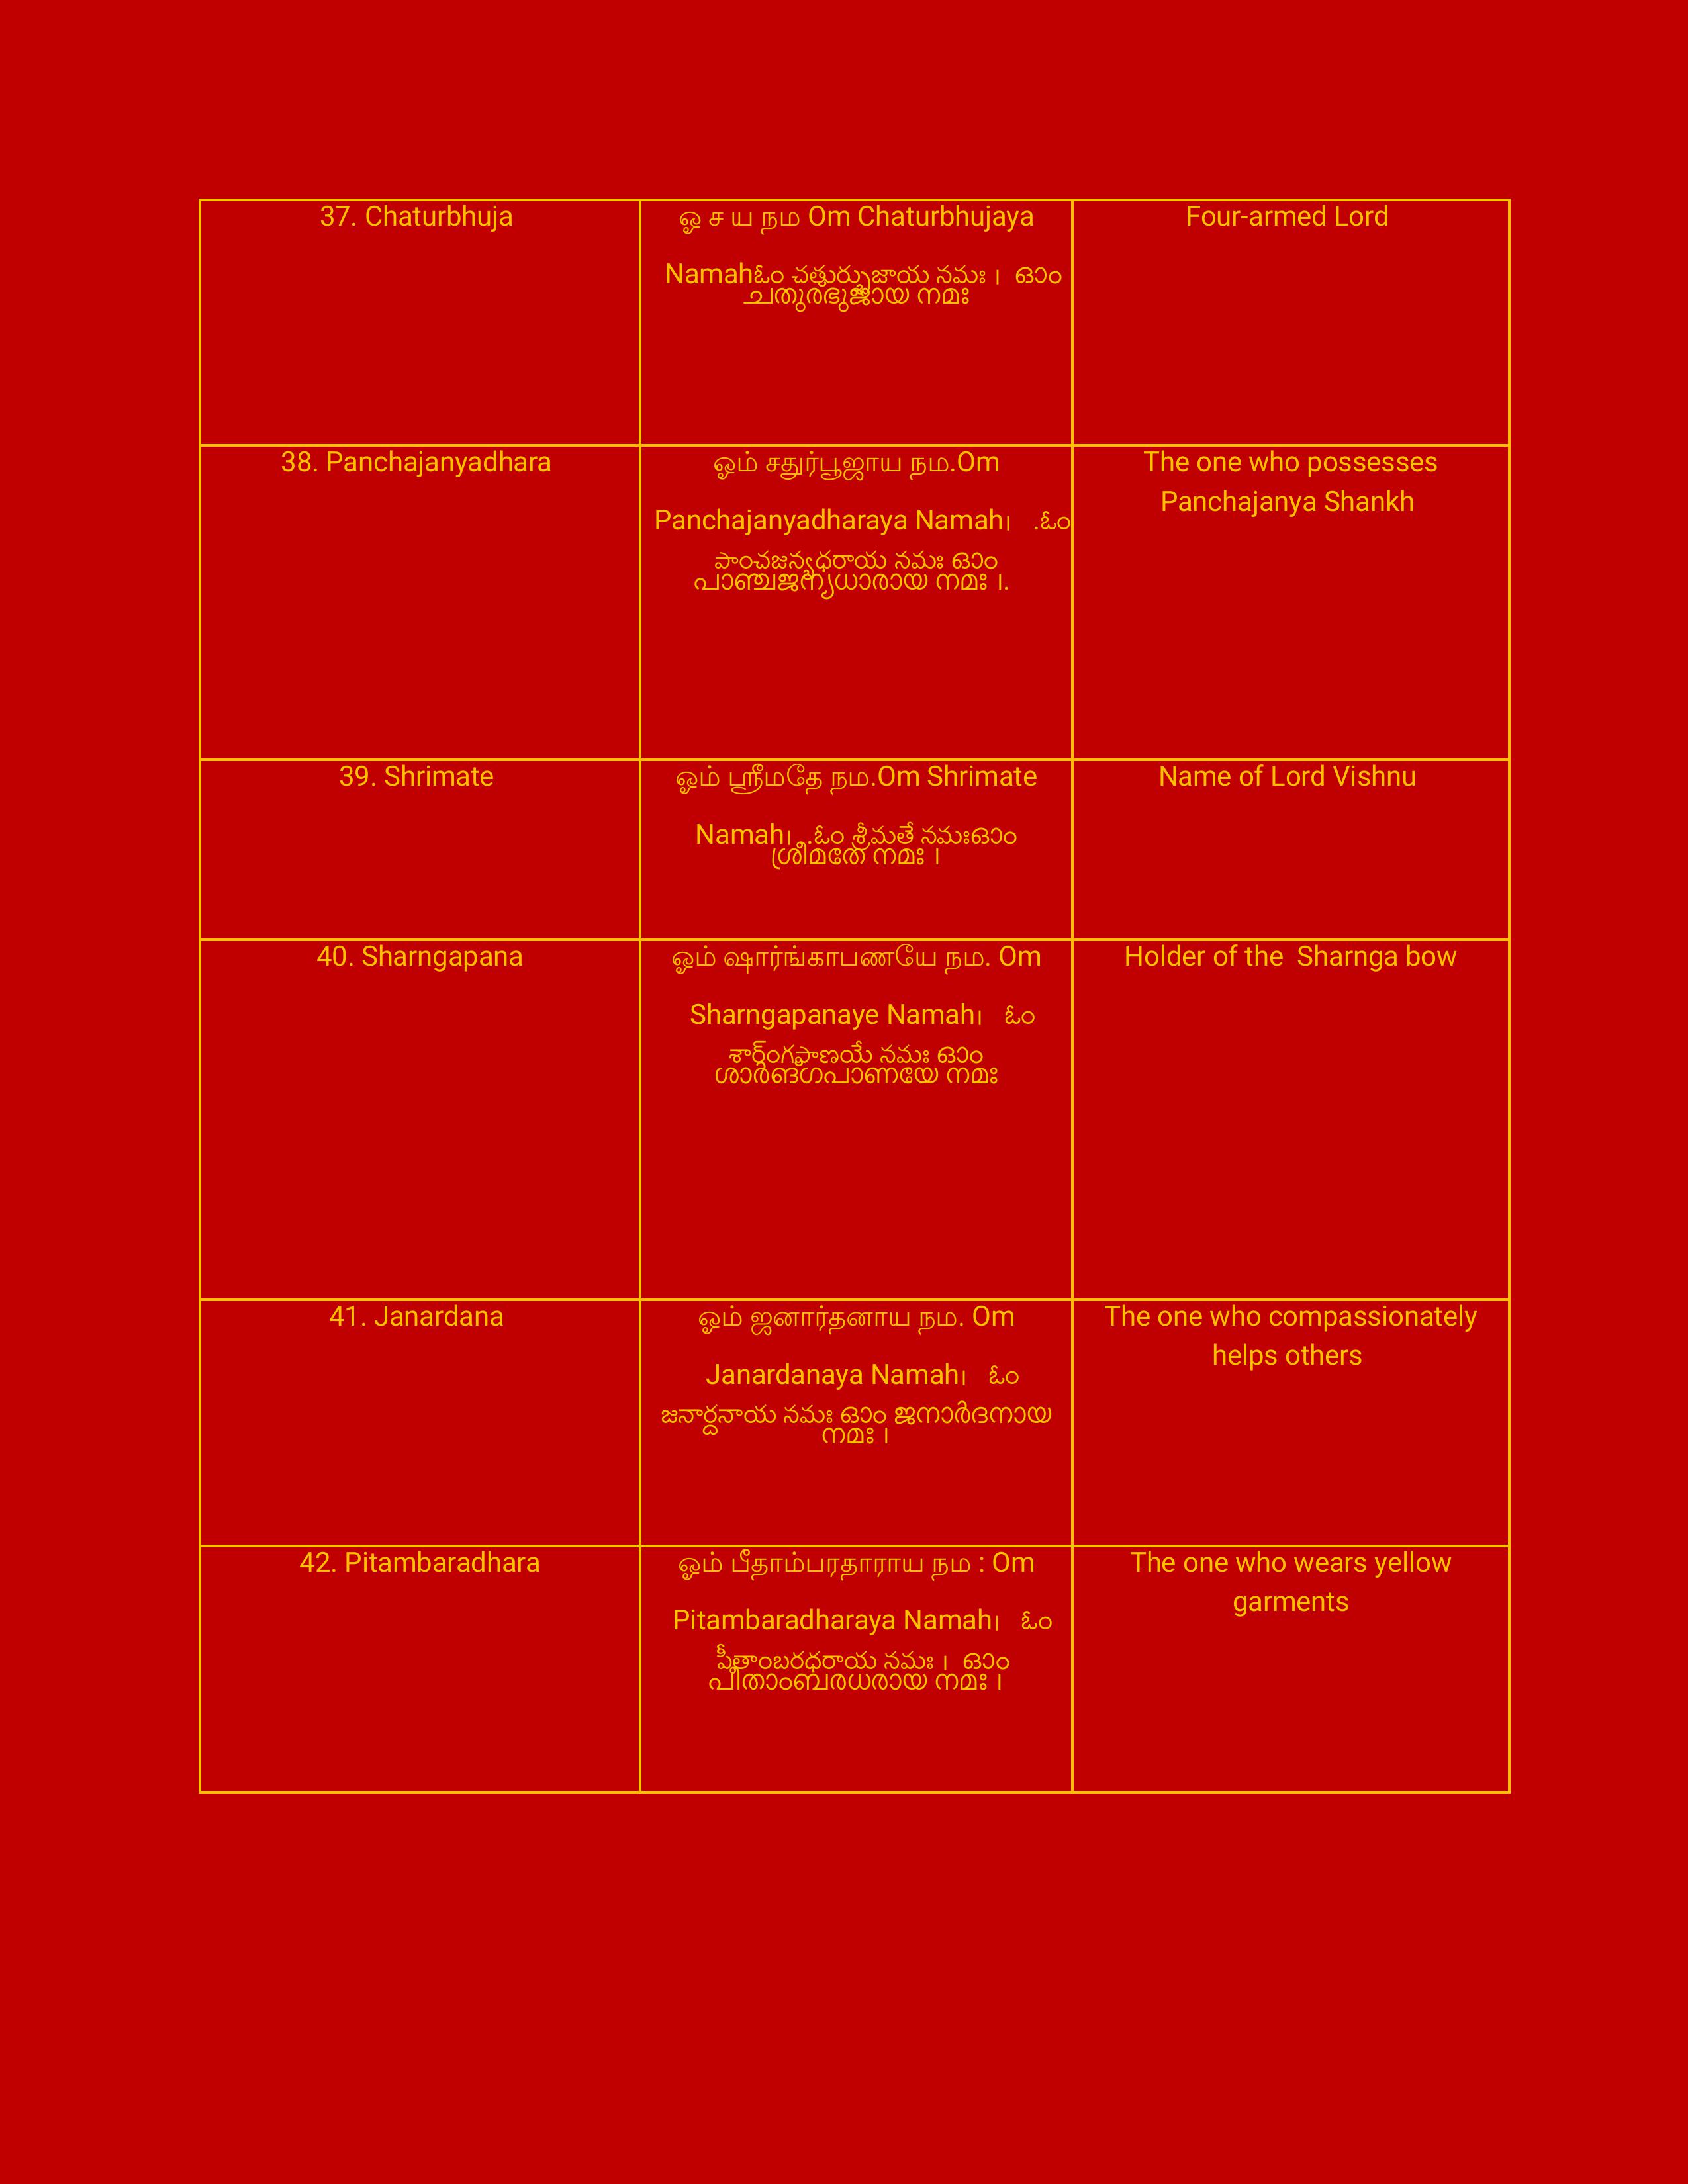 37. Chaturbhuja
ஓ ச ய நம Om Chaturbhujaya
Namahఓం చతుర్భుజాయ నమః । ഓം
ചതുർഭുജായ നമഃ
Four-armed Lord
38. Panchajanyadhara
ஓம் சதுர்பூஜாய நம.Om
Panchajanyadharaya Namah। .ఓం
పాంచజన్యధరాయ నమః ഓം
പാഞ്ചജന്യധാരായ നമഃ ।.
The one who possesses
Panchajanya Shankh
39. Shrimate
ஓம் ஸ்ரீமதே நம.Om Shrimate
Namah। .ఓం శ్రీమతే నమఃഓം
ശ്രീമതേ നമഃ ।
Name of Lord Vishnu
40. Sharngapana
ஓம் ஷார்ங்காபணயே நம. Om
Sharngapanaye Namah। ఓం
శార్ఙ్గపాణయే నమః ഓം
ശാർങ്ഗപാണയേ നമഃ
Holder of the Sharnga bow
41. Janardana
ஓம் ஜனார்தனாய நம. Om
Janardanaya Namah। ఓం
జనార్దనాయ నమః ഓം ജനാർദനായ
നമഃ ।
The one who compassionately
helps others
42. Pitambaradhara
ஓம் பீதாம்பரதாராய நம : Om
Pitambaradharaya Namah। ఓం
పీతాంబరధరాయ నమః । ഓം
പീതാംബരധരായ നമഃ ।
The one who wears yellow
garments